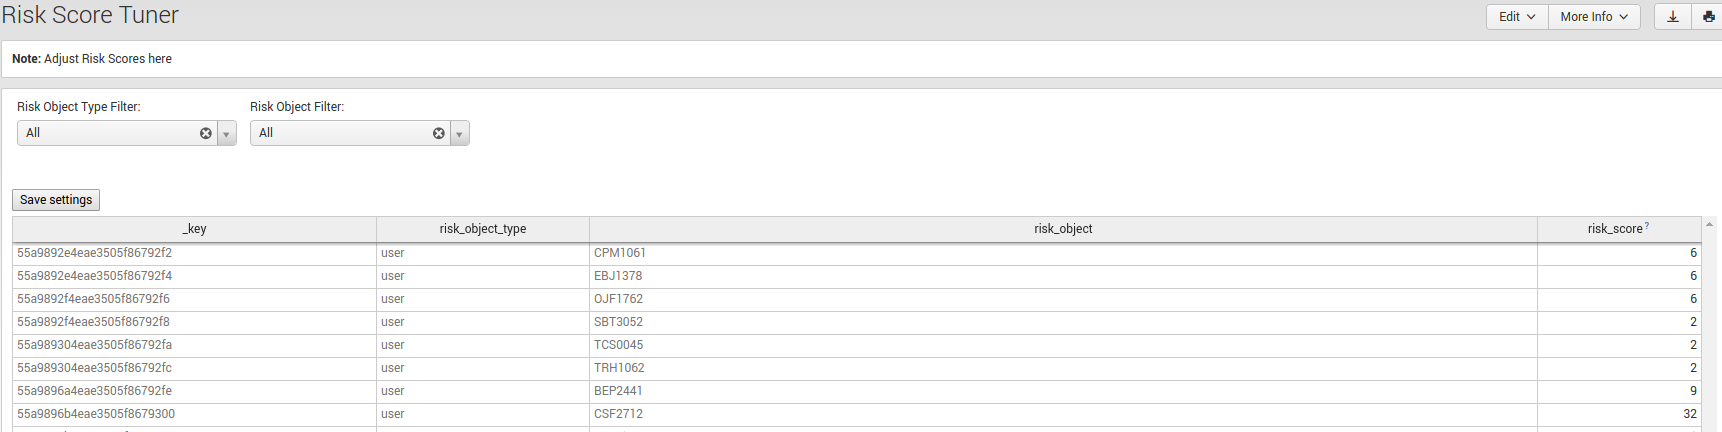 Risk Score Tuner
Edit More Info
Note: Adjust Risk Scores here
Risk Object Type Filter: Risk Object Filter:
All All
Save settings
_key risk_object_type risk_object risk_score ?
55a9892e4eae3505f86792f2 user CPM1061 6
55a9892e4eae3505f86792f4 user EBJ1378 6
55a9892f4eae3505f86792f6 user OJF1762 6
55a9892f4eae3505f86792f8 user SBT3052 2
55a989304eae3505f86792fa user TCS0045 2
55a989304eae3505f86792fc user TRH1062 2
55a9896a4eae3505f86792fe user BEP2441 9
55a9896b4eae3505f8679300 user CSF2712 32